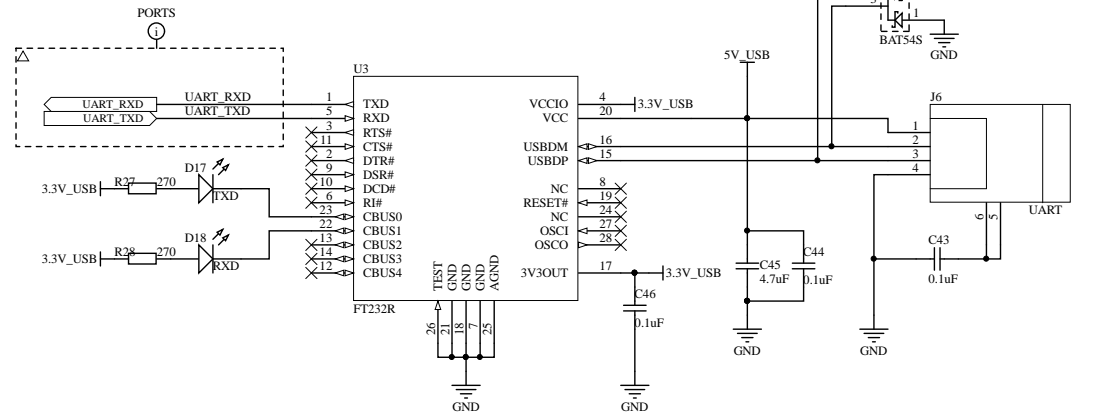 PORTS
i
UART_RXD
UART_RXD
UART_TXD
UART_TXD
3.3V_USB
R27
270
D17
TXD
3.3V_USB
R28
270
D18
RXD
U3
FT232R
1 TXD
5 RXD
3 RTS#
11 CTS#
2 DTR#
9 DSR#
10 DCD#
6 RI#
23 CBUS0
22 CBUS1
13 CBUS2
14 CBUS3
12 CBUS4
VCCIO 4
VCC 20
USBDM 16
USBDP 15
NC 8
RESET# 19
NC 24
OSCI 27
OSCO 28
3V3OUT 17
TEST
GND
GND
GND
AGND
26
21
18
7
25
GND
3.3V_USB
3.3V_USB
C46
0.1uF
GND
5V_USB
C45
4.7uF
C44
0.1uF
GND
3
1
BAT54S
GND
J6
1
2
3
4
UART
6
5
C43
0.1uF
GND